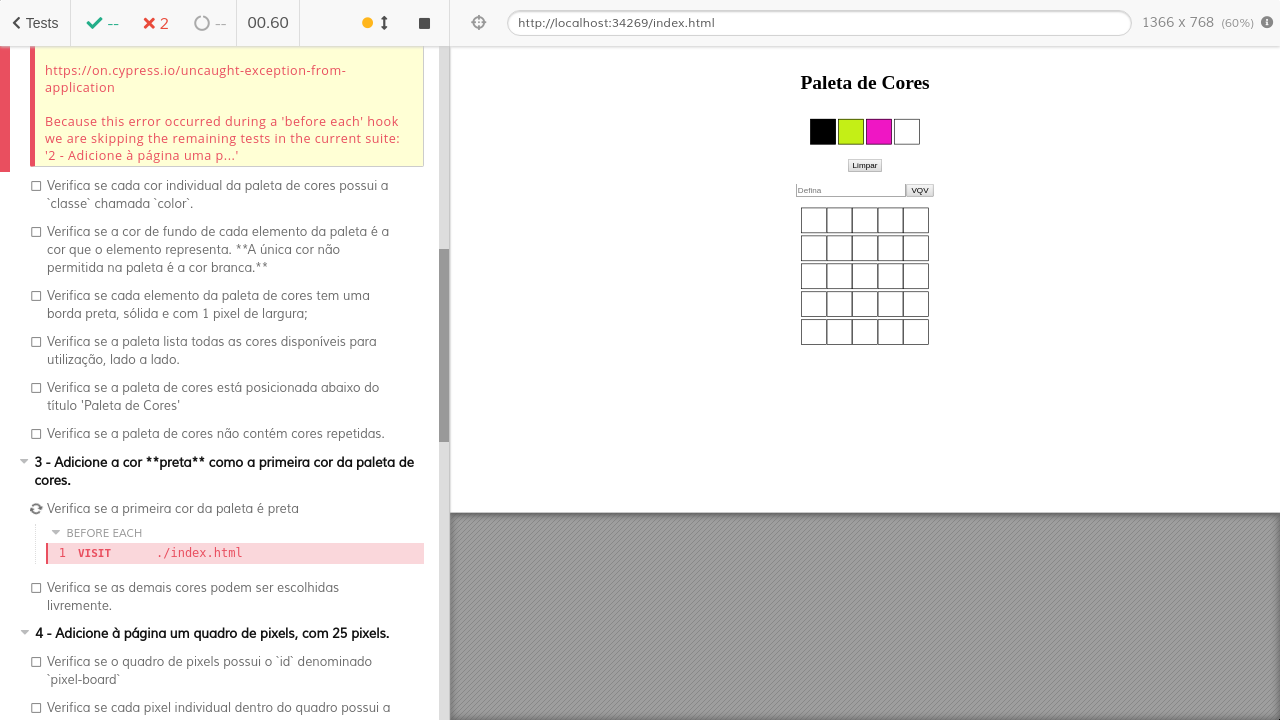 Tests
--
2
--
00.60
http://localhost:34269/index.html
1366 x 768 (60%)
https://on.cypress.io/uncaught-exception-from-
application
Because this error occurred during a 'before each' hook
we are skipping the remaining tests in the current suite:
'2 - Adicione à página uma p...'
Verifica se cada cor individual da paleta de cores possui a
`classe` chamada `color`.
Verifica se a cor de fundo de cada elemento da paleta é a
cor que o elemento representa. **A única cor não
permitida na paleta é a cor branca.**
Verifica se cada elemento da paleta de cores tem uma
borda preta, sólida e com 1 pixel de largura;
Verifica se a paleta lista todas as cores disponíveis para
utilização, lado a lado.
Verifica se a paleta de cores está posicionada abaixo do
título 'Paleta de Cores'
Verifica se a paleta de cores não contém cores repetidas.
3 - Adicione a cor **preta** como a primeira cor da paleta de
cores.
Verifica se a primeira cor da paleta é preta
BEFORE EACH
1 VISIT ./index.html
Verifica se as demais cores podem ser escolhidas
livremente.
4 - Adicione à página um quadro de pixels, com 25 pixels.
Verifica se o quadro de pixels possui o `id` denominado
`pixel-board`
Verifica se cada pixel individual dentro do quadro possui a
Paleta de Cores
Limpar
Defina
VQV